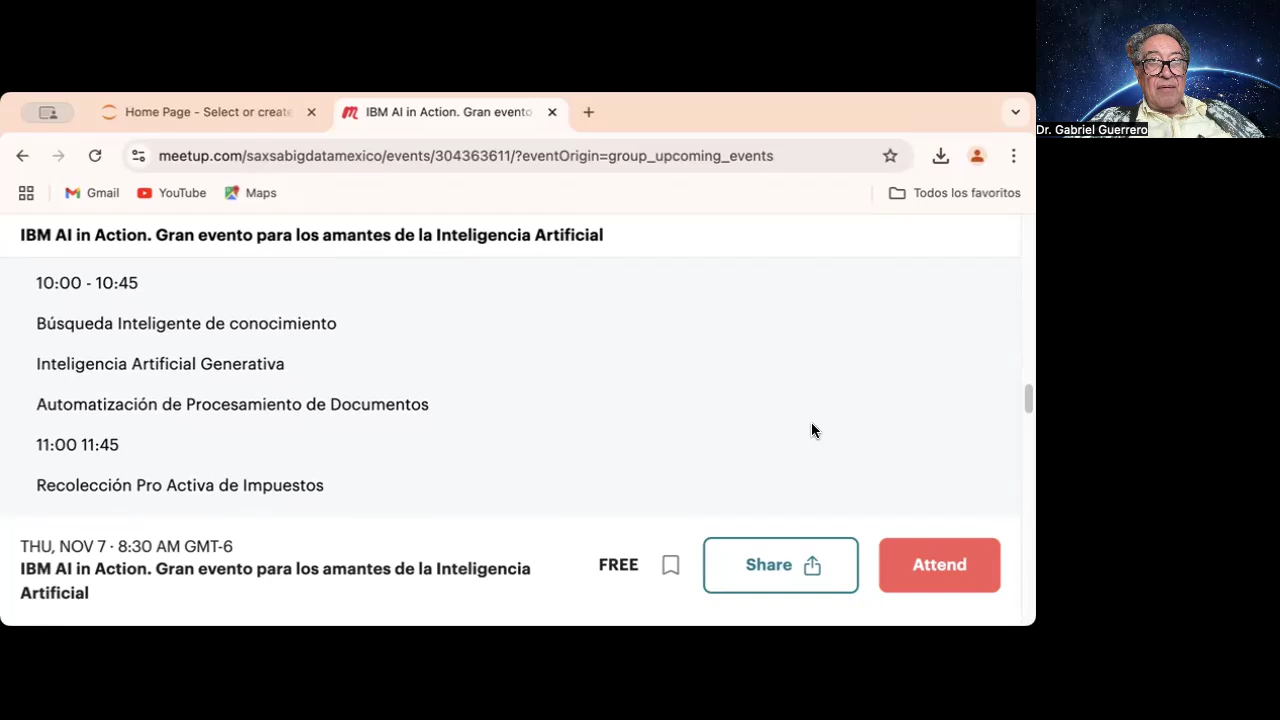 Home Page - Select or create
IBM AI in Action. Gran evento
Dr. Gabriel Guerrero
meetup.com/saxsabigdatamexico/events/304363611/?eventOrigin=group_upcoming_events
Gmail
YouTube
Maps
Todos los favoritos
IBM AI in Action. Gran evento para los amantes de la Inteligencia Artificial
10:00 - 10:45
Búsqueda Inteligente de conocimiento
Inteligencia Artificial Generativa
Automatización de Procesamiento de Documentos
11:00 11:45
Recolección Pro Activa de Impuestos
THU, NOV 7 · 8:30 AM GMT-6
IBM AI in Action. Gran evento para los amantes de la Inteligencia
Artificial
FREE
Share
Attend